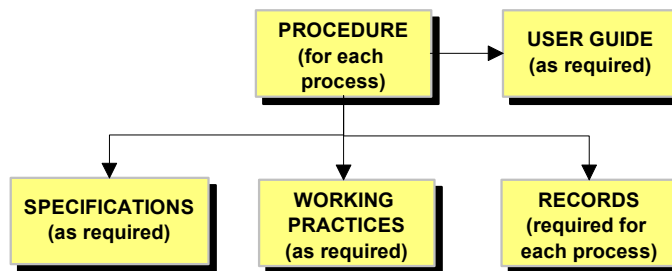 PROCEDURE
(for each
process)
USER GUIDE
(as required)
SPECIFICATIONS
(as required)
WORKING
PRACTICES
(as required)
RECORDS
(required for
each process)